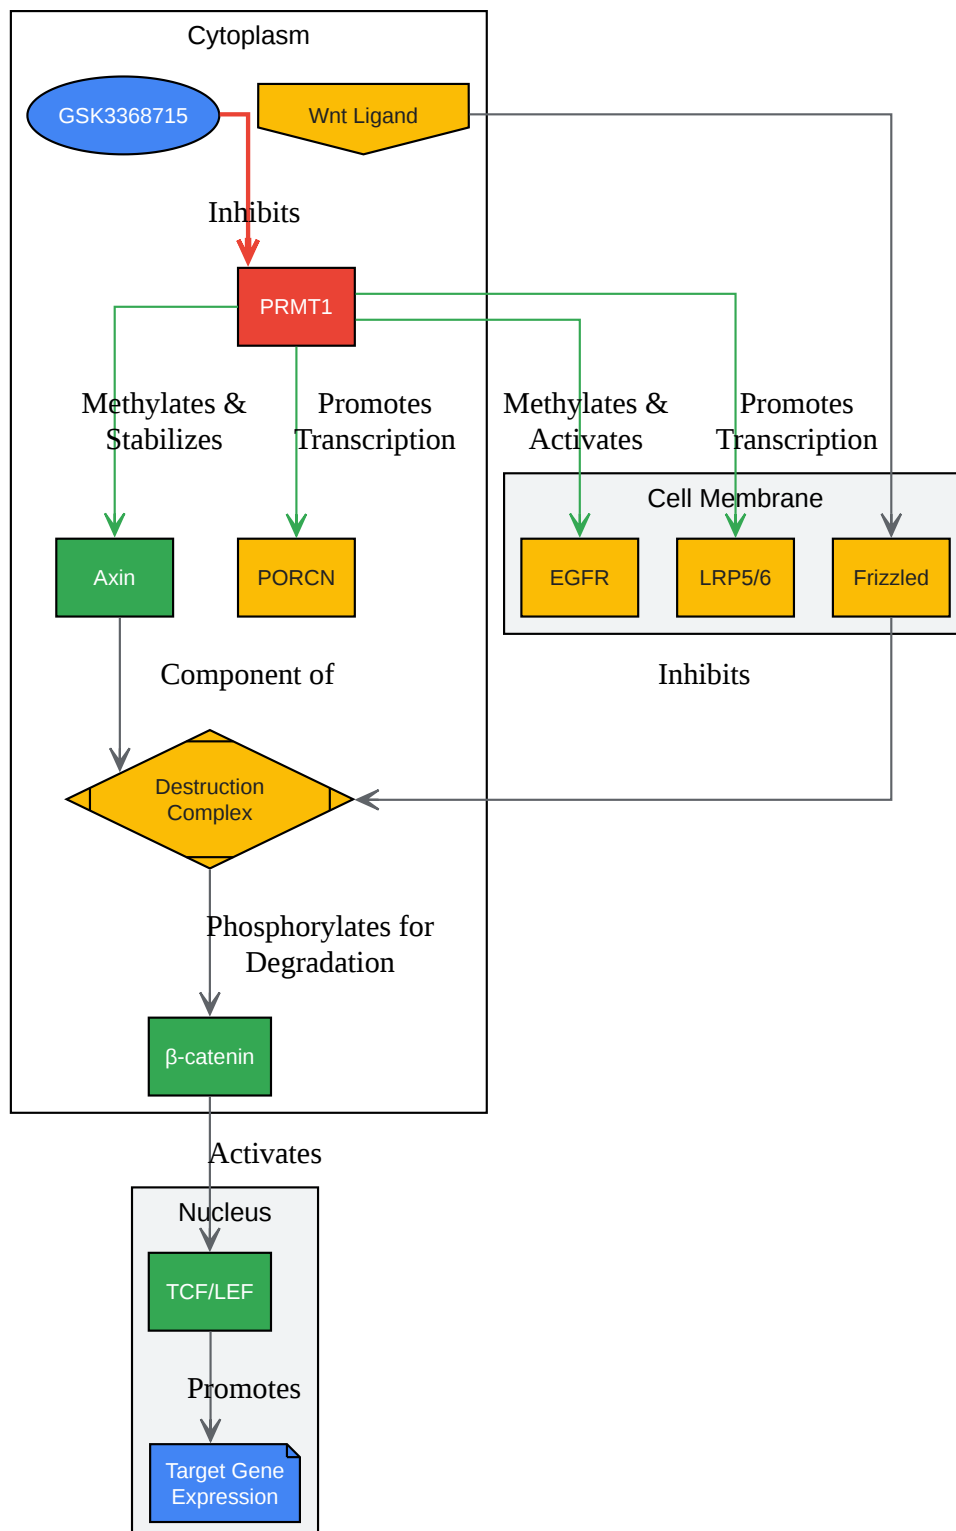 Cytoplasm
GSK3368715
Wnt Ligand
Inhibits
PRMT1
Methylates &
Stabilizes
Promotes
Transcription
Methylates &
Activates
Promotes
Transcription
Cell Membrane
Axin
PORCN
EGFR
LRP5/6
Frizzled
Component of
Inhibits
Destruction
Complex
Phosphorylates for
Degradation
β-catenin
Activates
Nucleus
TCF/LEF
Promotes
Target Gene
Expression